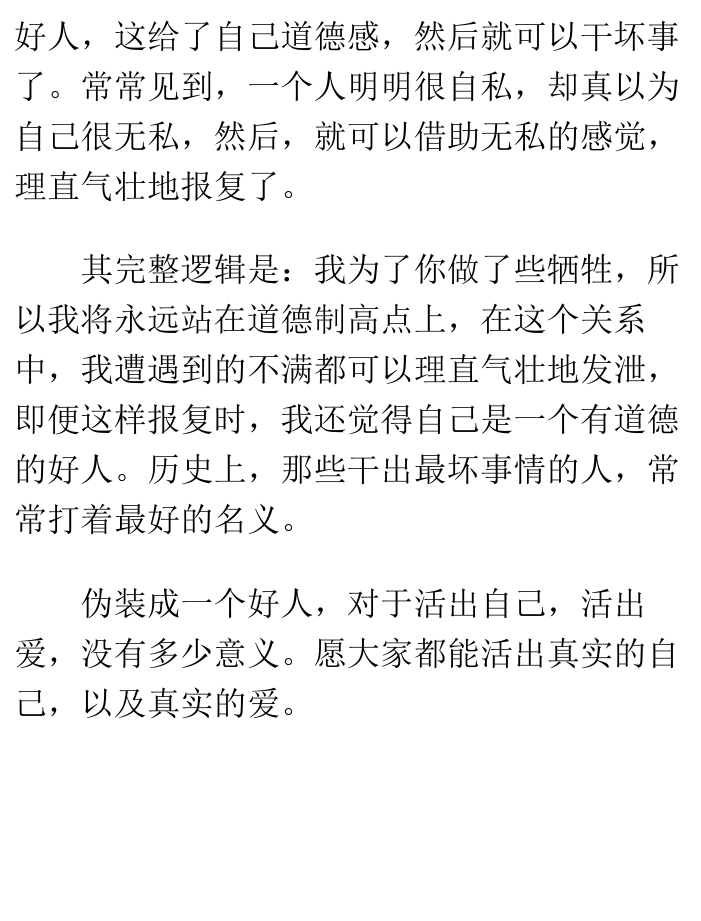 好人，这给了自己道德感，然后就可以干坏事
了。常常见到，一个人明明很自私，却真以为
自己很无私，然后，就可以借助无私的感觉，
理直气壮地报复了。
其完整逻辑是：我为了你做了些牺牲，所
以我将永远站在道德制高点上，在这个关系
中，我遭遇到的不满都可以理直气壮地发泄，
即便这样报复时，我还觉得自己是一个有道德
的好人。历史上，那些干出最坏事情的人，常
常打着最好的名义。
伪装成一个好人，对于活出自己，活出
爱，没有多少意义。愿大家都能活出真实的自
己，以及真实的爱。